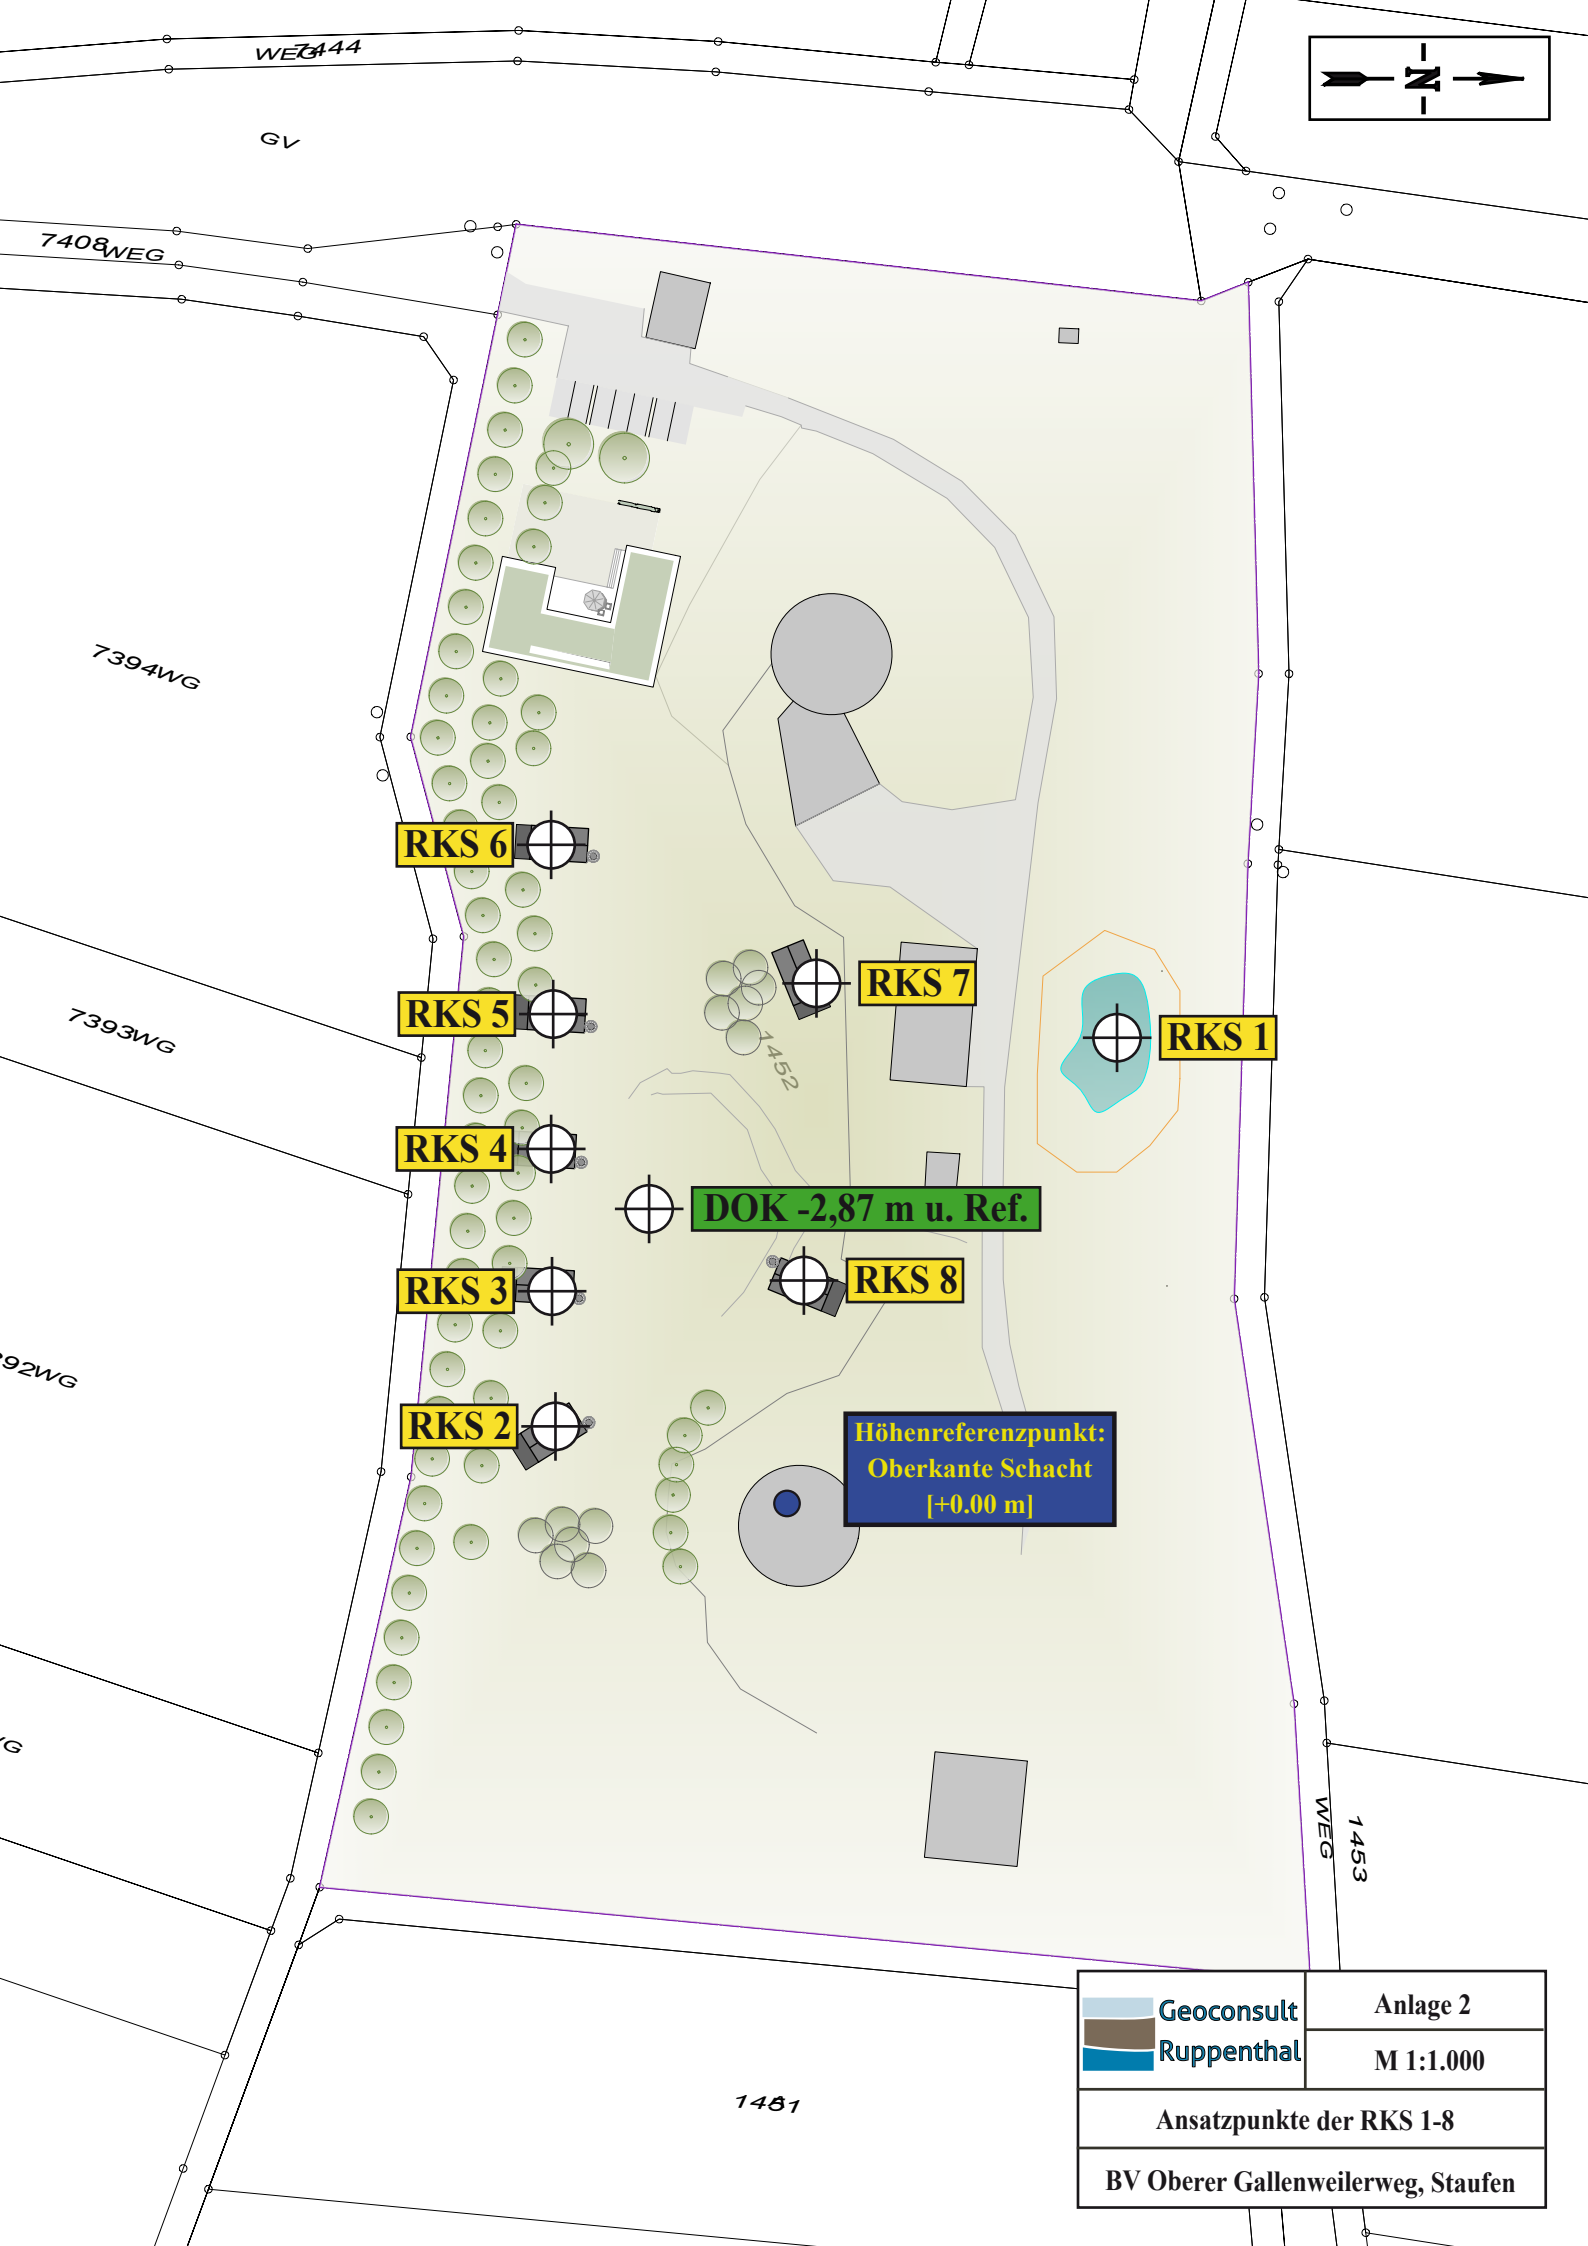 WEG 7444
N
GV
7408 WEG
7394WG
RKS 6
RKS 7
RKS 5
RKS 1
7393WG
1452
RKS 4
DOK -2,87 m u. Ref.
RKS 8
RKS 3
92WG
RKS 2
Höhenreferenzpunkt:
Oberkante Schacht
[+0.00 m]
WEG
1453
Geoconsult
Ruppenthal
Anlage 2
M 1:1.000
Ansatzpunkte der RKS 1-8
BV Oberer Gallenweilerweg, Staufen